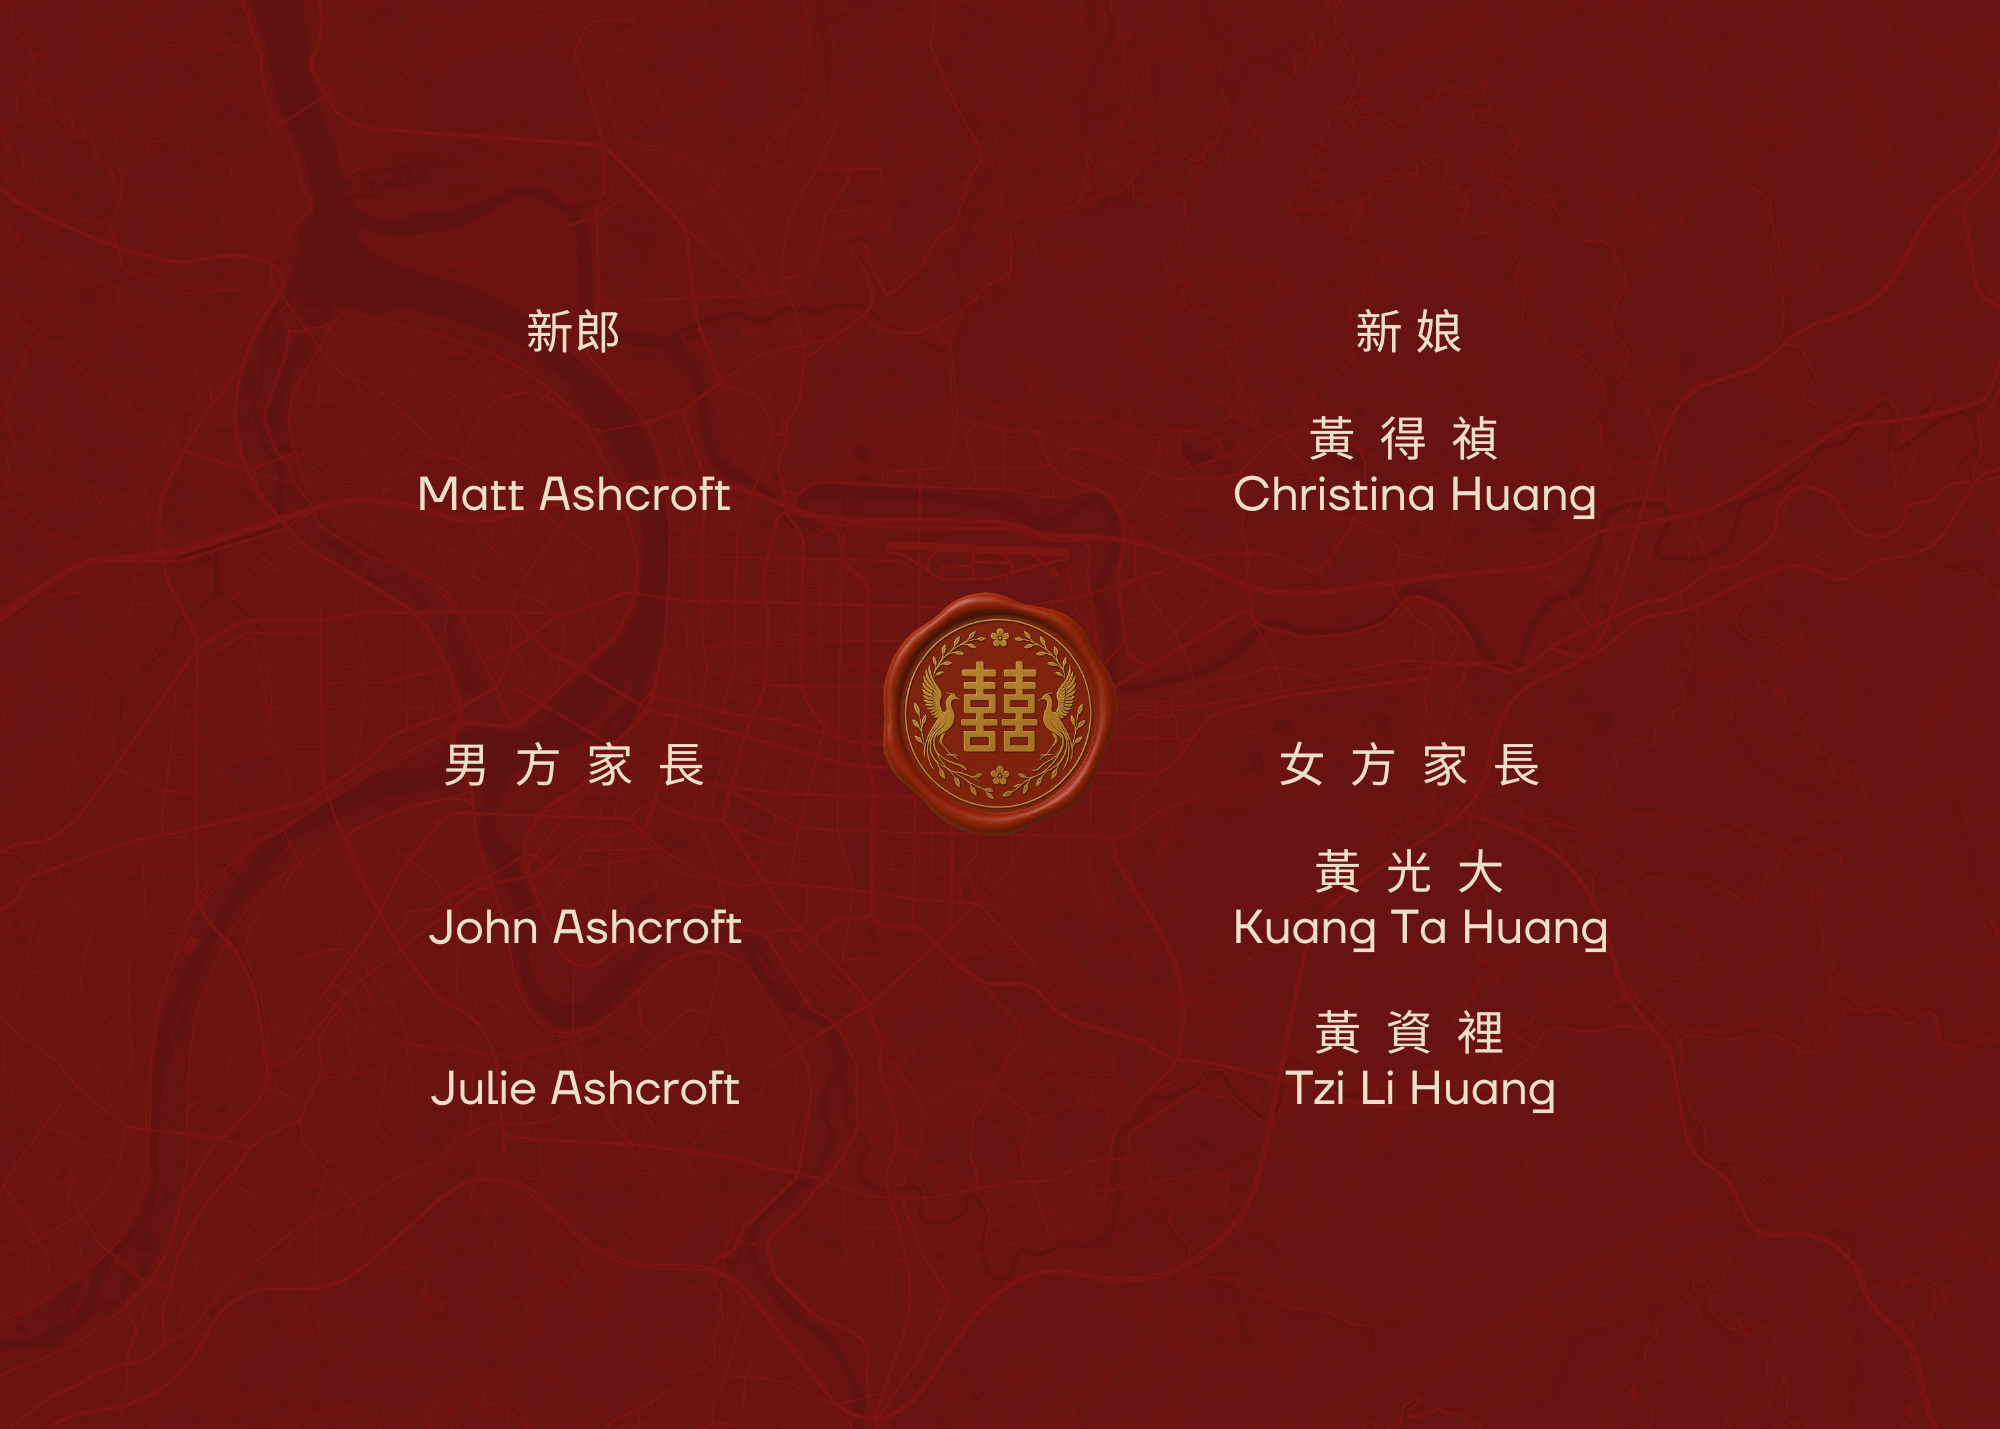 新郎
Matt Ashcroft
新娘
黃得禎
Christina Huang
囍
男方家長
John Ashcroft
Julie Ashcroft
女方家長
黃光大
Kuang Ta Huang
黃資裡
Tzi Li Huang